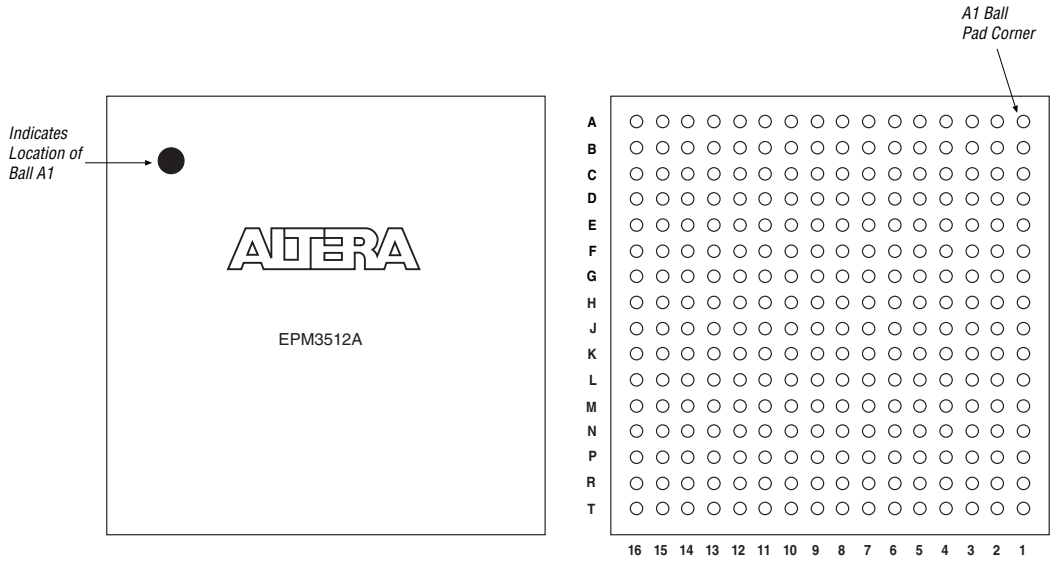 A1 Ball
Pad Corner
Indicates
Location of
Ball A1
ALTERA
EPM3512A
A
B
C
D
E
F
G
H
J
K
L
M
N
P
R
T
16 15 14 13 12 11 10 9 8 7 6 5 4 3 2 1